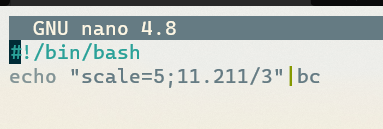 GNU nano 4.8
#!/bin/bash
echo "scale=5;11.211/3"|bc